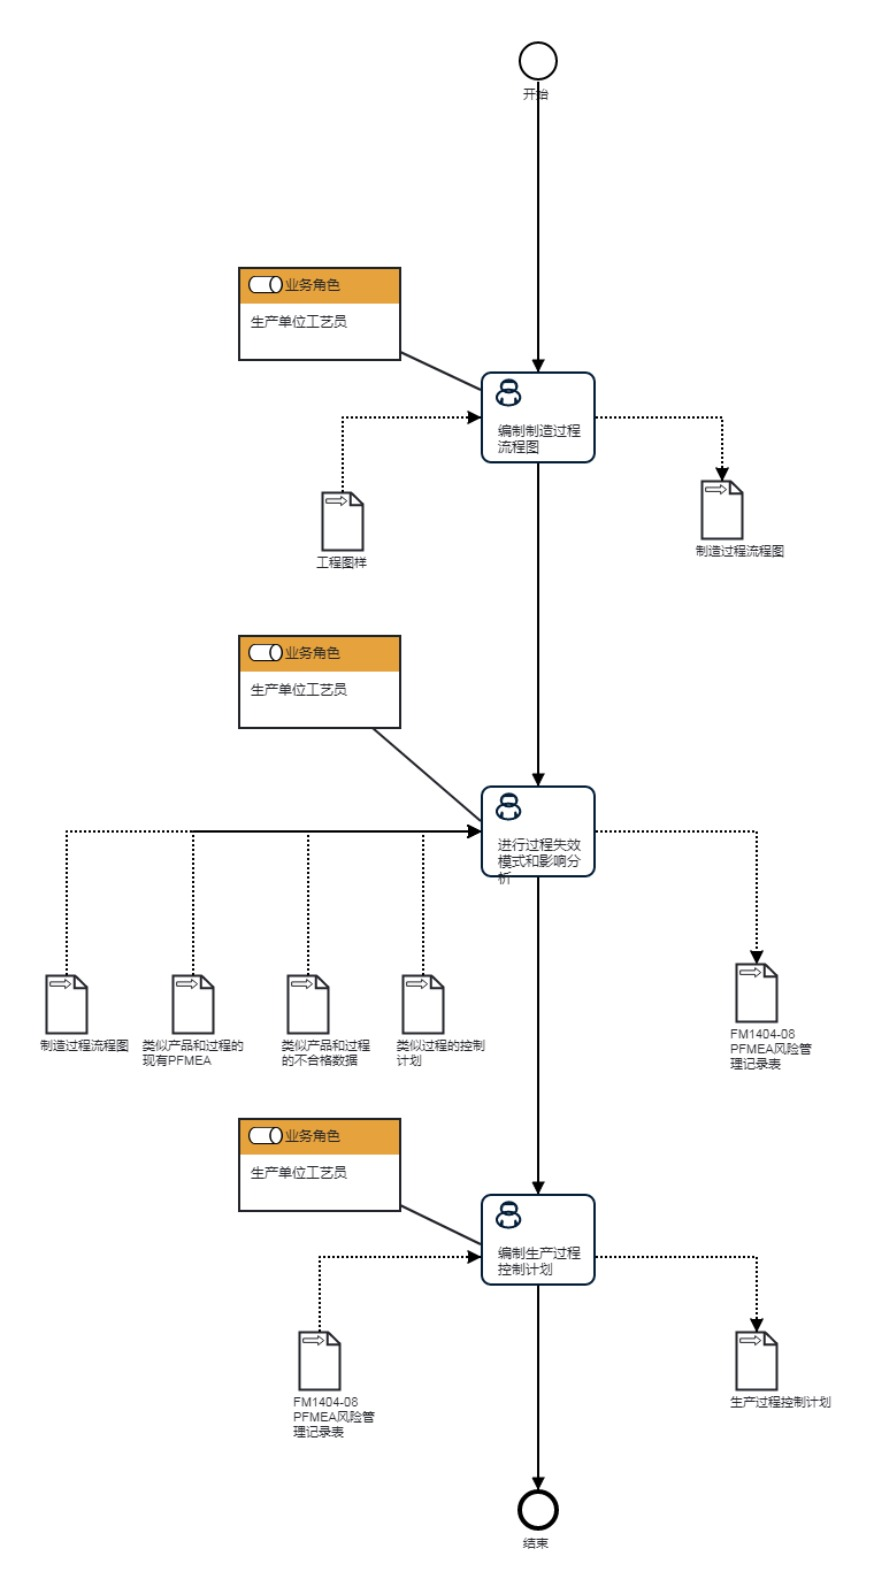 开始
业务角色
生产单位工艺员
编制制造过程
流程图
工程图样
制造过程流程图
业务角色
生产单位工艺员
进行过程失效
模式和影响分
析
制造过程流程图
类似产品和过程的
现有PFMEA
类似产品和过程
的不合格数据
类似过程的控制
计划
FM1404-08
PFMEA风险管
理记录表
业务角色
生产单位工艺员
编制生产过程
控制计划
FM1404-08
PFMEA风险管
理记录表
生产过程控制计划
结束